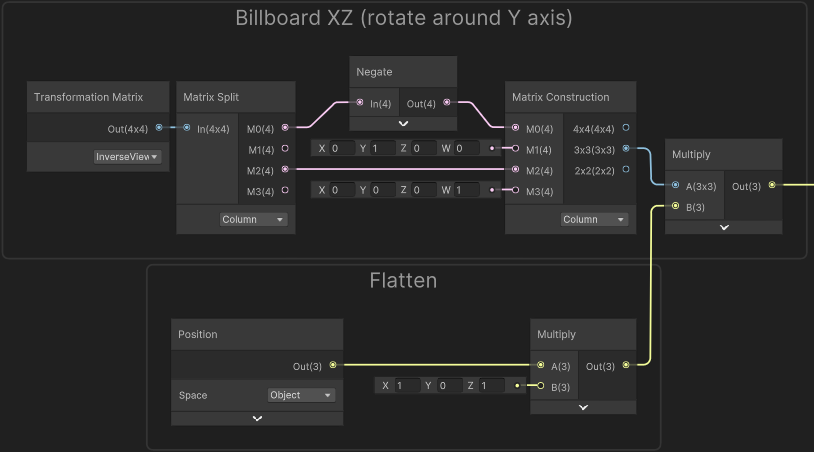 Billboard XZ (rotate around Y axis)
Negate
In(4) Out(4)
Transformation Matrix
Out(4x4)
InverseView
Matrix Split
In(4x4) M0(4)
M1(4)
M2(4)
M3(4)
Column
X 0 Y 1 Z 0 W 0
X 0 Y 0 Z 0 W 1
Matrix Construction
M0(4) 4x4(4x4)
M1(4) 3x3(3x3)
M2(4) 2x2(2x2)
M3(4)
Column
Multiply
A(3x3) Out(3)
B(3)
Flatten
Position
Out(3)
Space Object
X 1 Y 0 Z 1
Multiply
A(3) Out(3)
B(3)